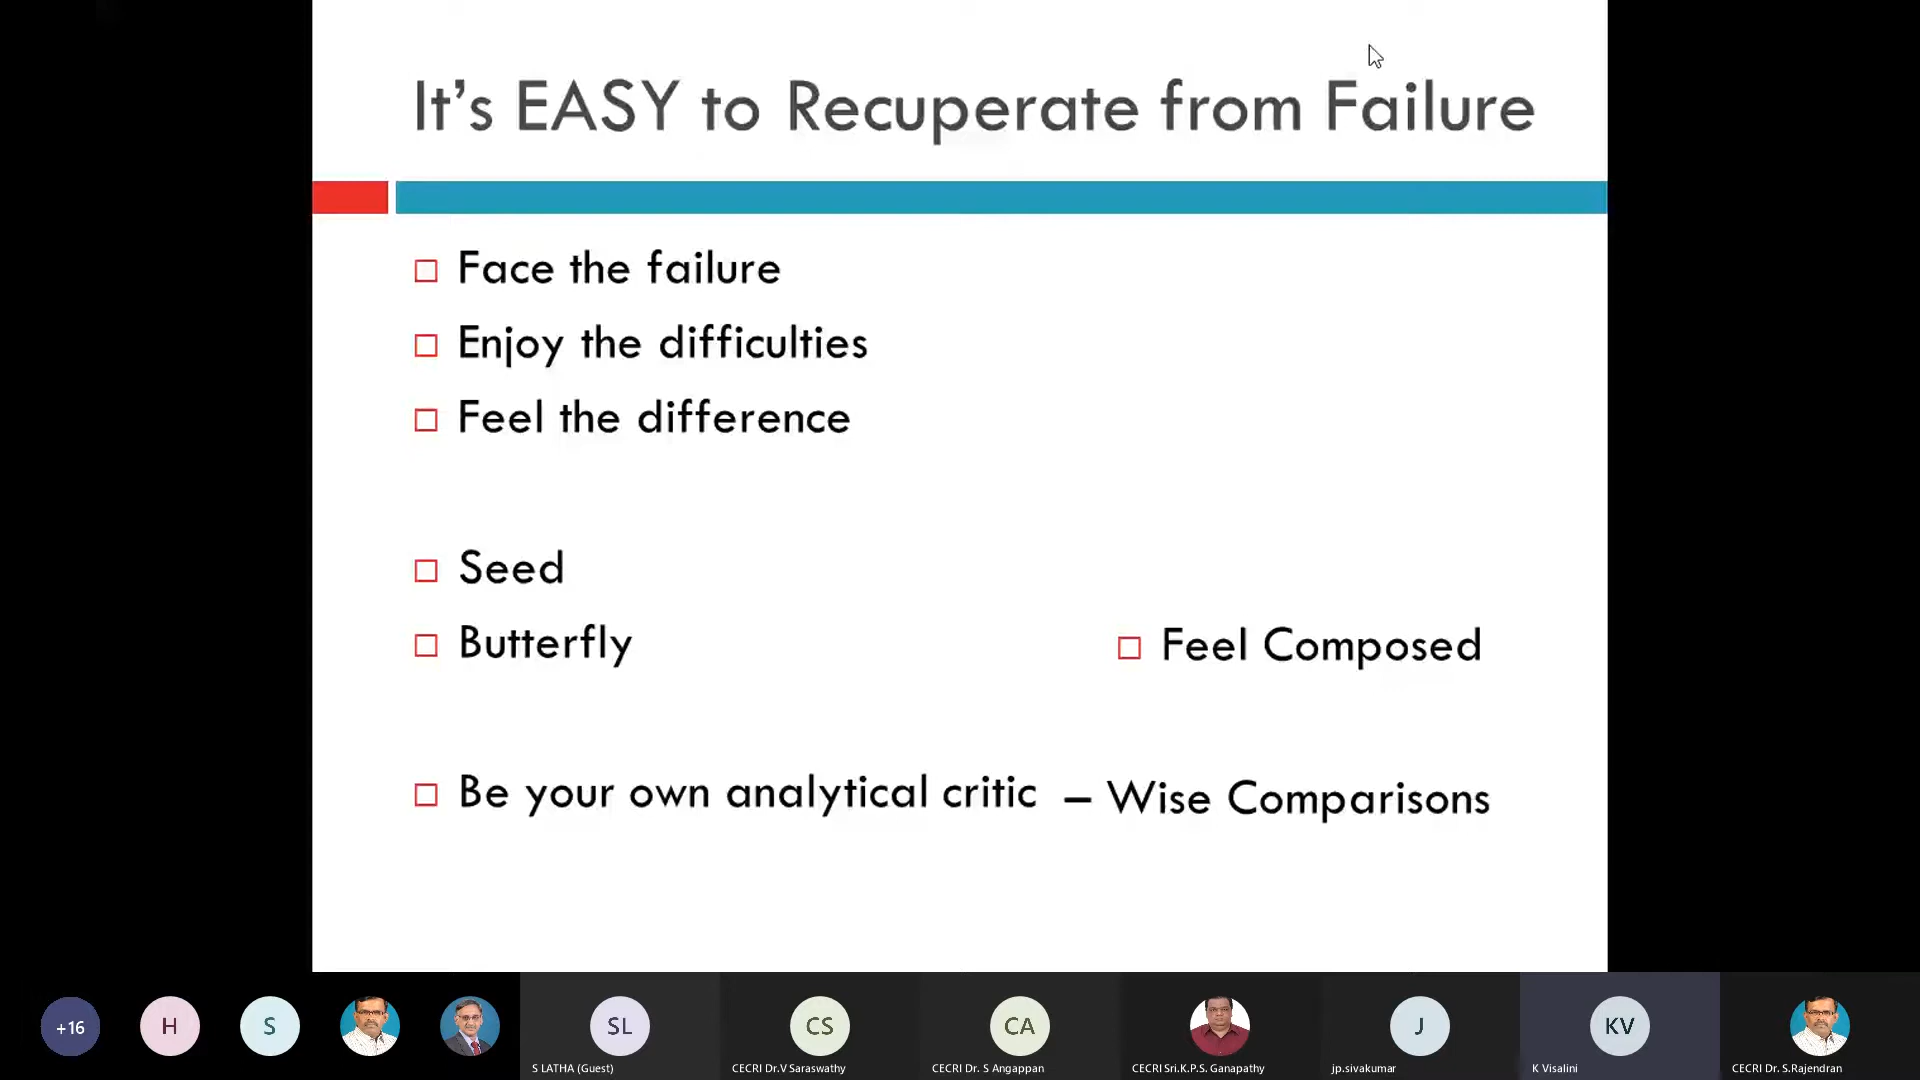 It's EASY to Recuperate from Failure
Face the failure
Enjoy the difficulties
Feel the difference
Seed
Butterfly
Feel Composed
Be your own analytical critic – Wise Comparisons
+16
H
S
SL
CS
CA
J
KV
S LATHA (Guest)
CECRI Dr.V Saraswathy
CECRI Dr. S Angappan
CECRI Sri.K.P.S. Ganapathy
jp.sivakumar
K Visalini
CECRI Dr. S.Rajendran